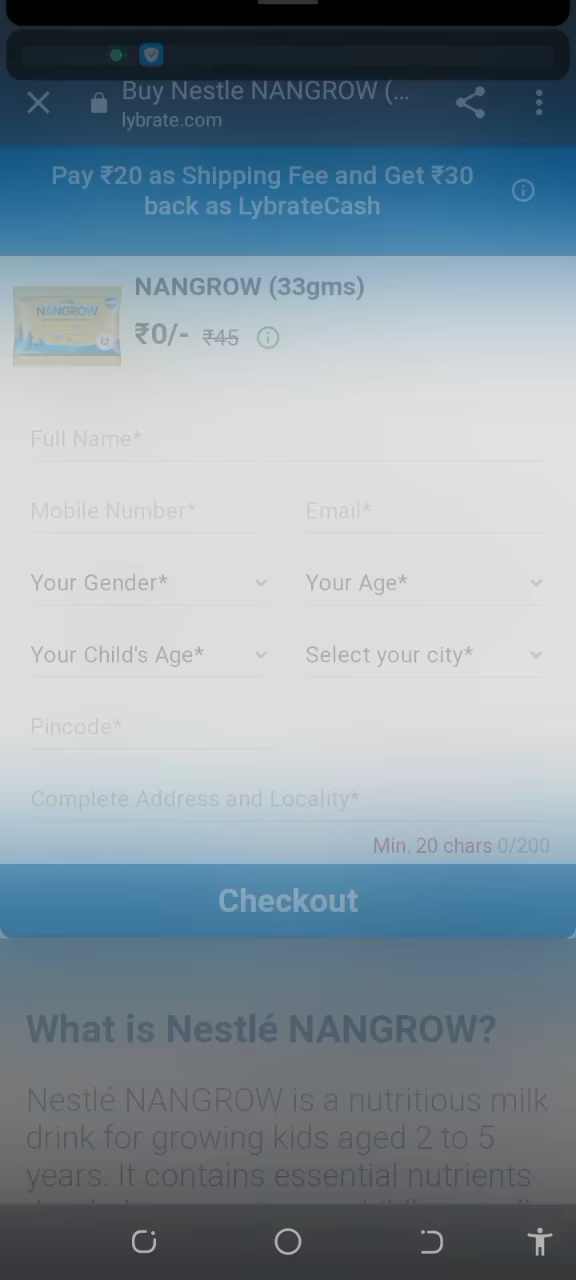 Buy Nestle NANGROW (...
lybrate.com
Pay ₹20 as Shipping Fee and Get ₹30
back as LybrateCash
NANGROW (33gms)
NANGROW
₹0/- ₹45
Full Name*
Mobile Number* Email*
Your Gender* Your Age*
Your Child's Age* Select your city*
Pincode*
Complete Address and Locality*
Min. 20 chars 0/200
Checkout
What is Nestlé NANGROW?
Nestlé NANGROW is a nutritious milk
drink for growing kids aged 2 to 5
years. It contains essential nutrients